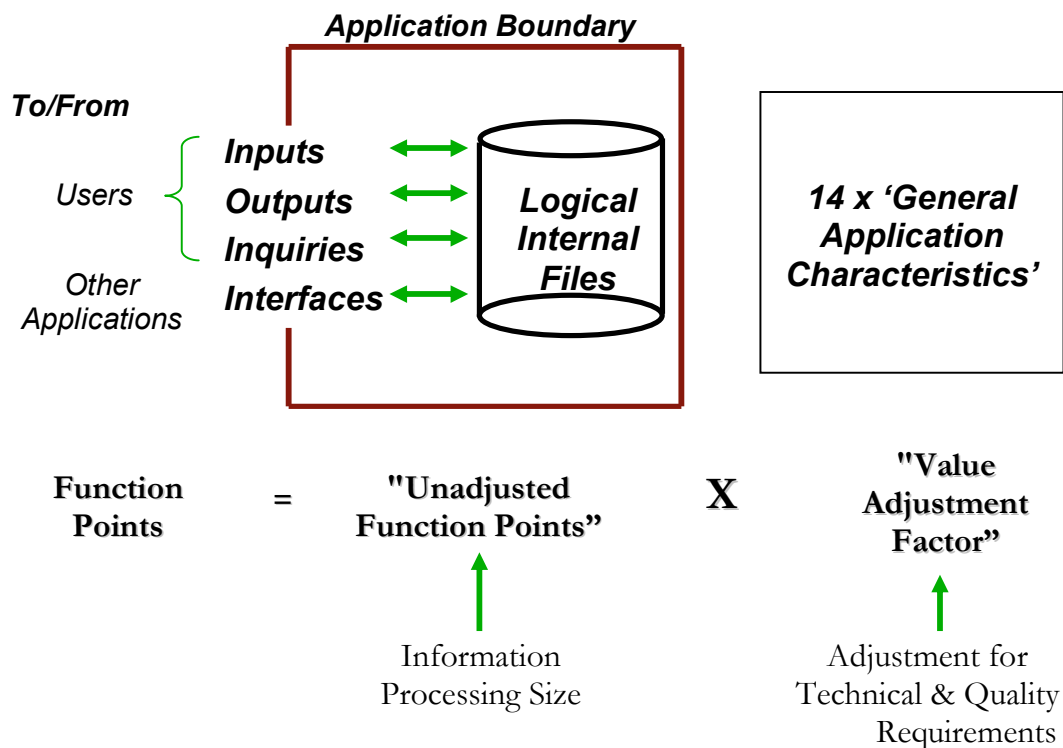 Application Boundary
To/From
Users
Other
Applications
Inputs
Outputs
Inquiries
Interfaces
Logical
Internal
Files
14 x ‘General
Application
Characteristics’
Function
Points
=
"Unadjusted
Function Points”
X
"Value
Adjustment
Factor”
Information
Processing Size
Adjustment for
Technical & Quality
Requirements